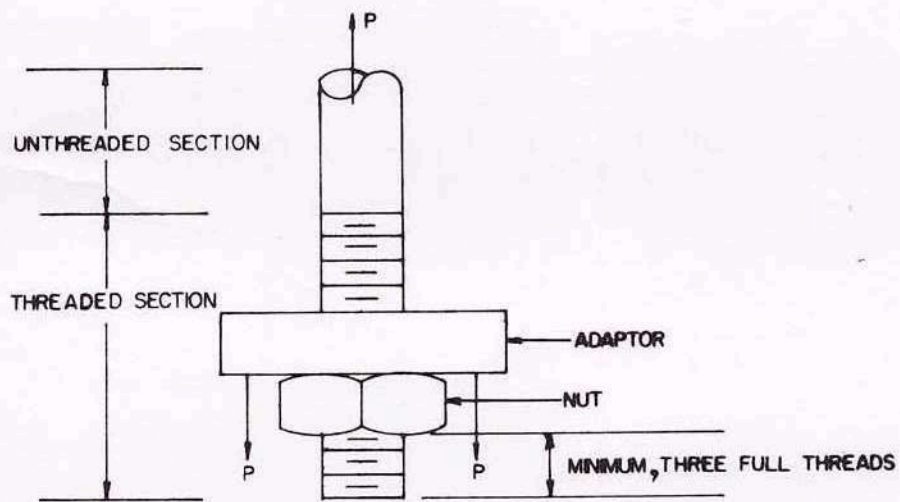 P
UNTHREADED SECTION
THREADED SECTION
ADAPTOR
NUT
P
P
MINIMUM, THREE FULL THREADS